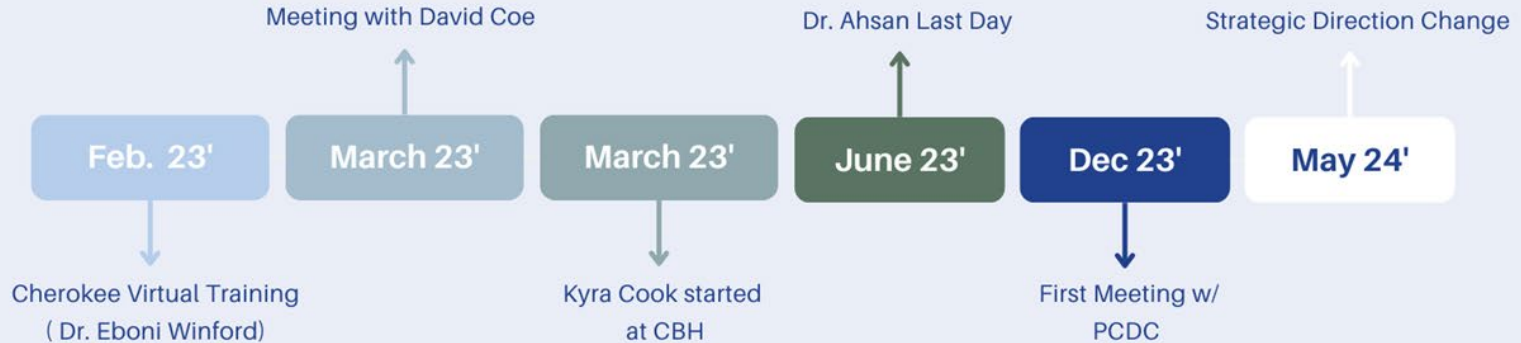 Meeting with David Coe
Dr. Ahsan Last Day
Strategic Direction Change
Feb. 23'
March 23'
March 23'
June 23'
Dec 23'
May 24'
Cherokee Virtual Training
( Dr. Eboni Winford)
Kyra Cook started
at CBH
First Meeting w/
PCDC